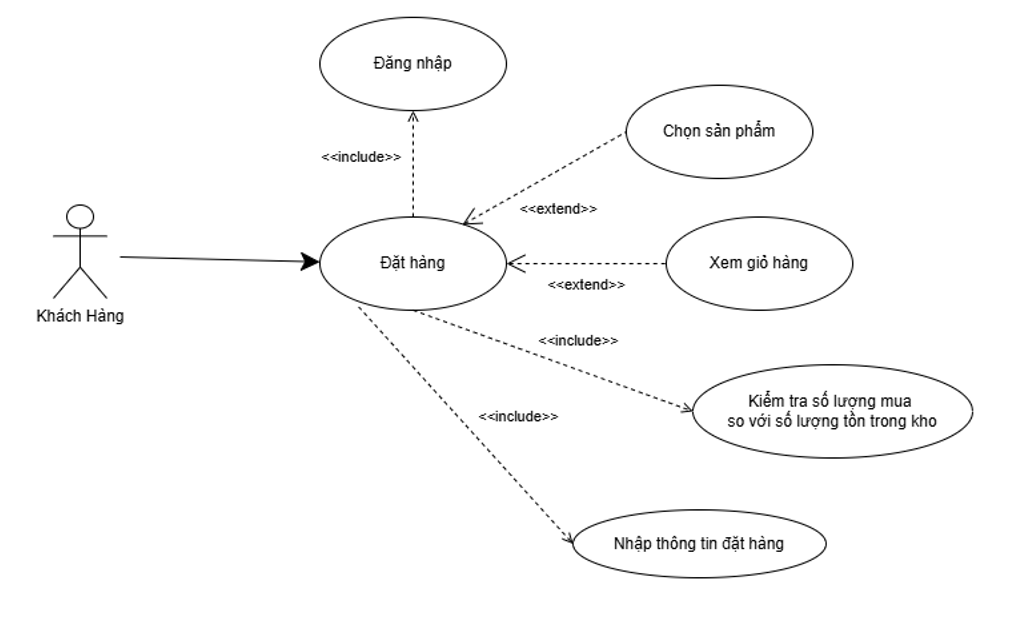 Đăng nhập
Chọn sản phẩm
<<include>>
<<extend>>
Đặt hàng
Xem giỏ hàng
<<extend>>
Khách Hàng
<<include>>
Kiểm tra số lượng mua
so với số lượng tồn trong kho
<<include>>
Nhập thông tin đặt hàng